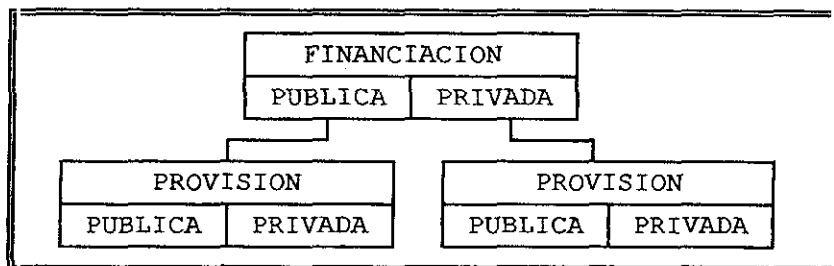 FINANCIACION
PUBLICA PRIVADA
PROVISION PROVISION
PUBLICA PRIVADA PUBLICA PRIVADA